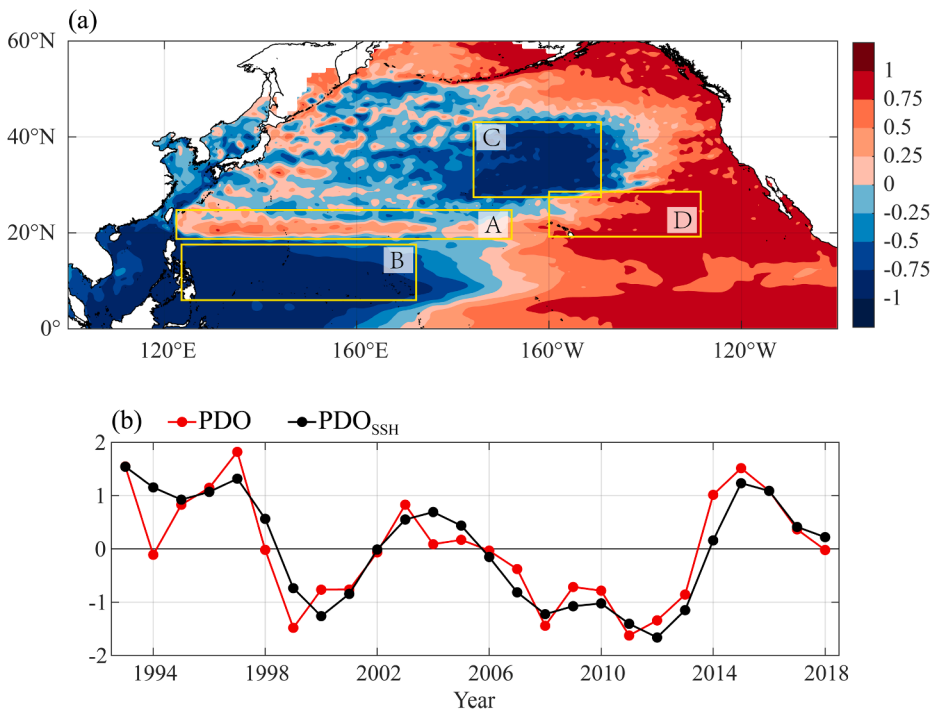 (a)
60°N
40°N
20°N
0°
120°E
160°E
160°W
120°W
C
A
D
B
1
0.75
0.5
0.25
0
-0.25
-0.5
-0.75
-1
(b)
PDO
PDO_SSH
2
1
0
-1
-2
1994
1998
2002
2006
2010
2014
2018
Year